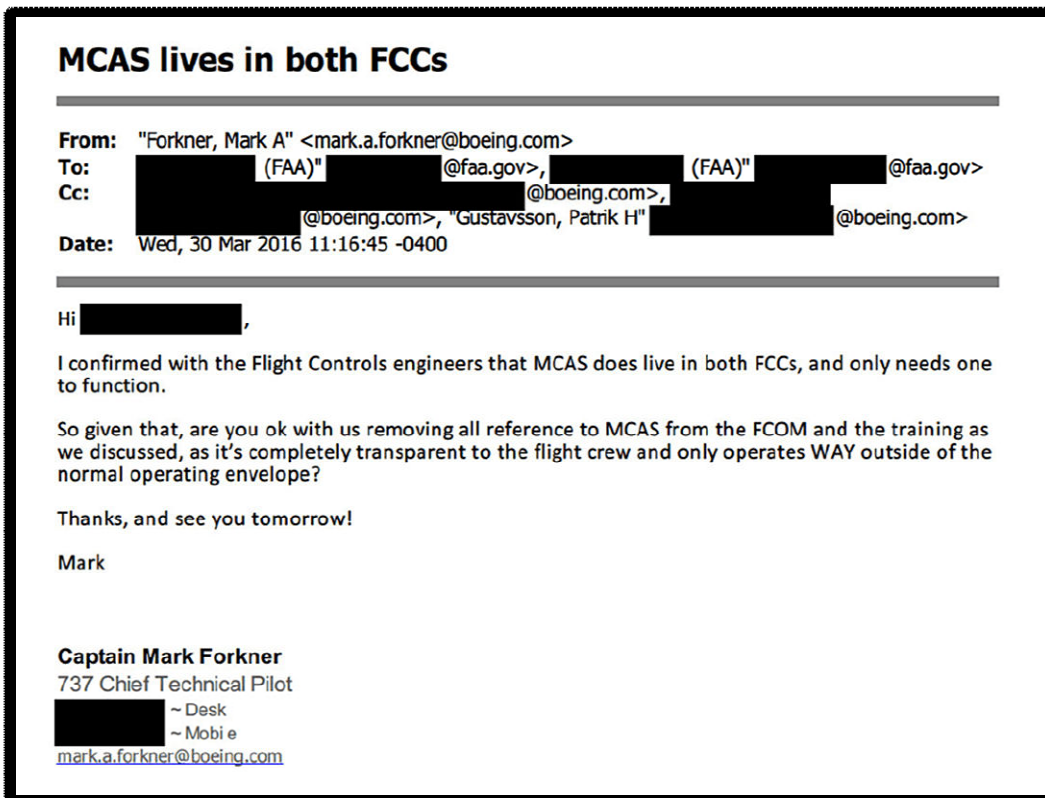 MCAS lives in both FCCs
From: "Forkner, Mark A" <mark.a.forkner@boeing.com>
To: (FAA)" @faa.gov>, (FAA)" @faa.gov>
Cc: @boeing.com>,
@boeing.com>, "Gustavsson, Patrik H" @boeing.com>
Date: Wed, 30 Mar 2016 11:16:45 -0400
Hi ,
I confirmed with the Flight Controls engineers that MCAS does live in both FCCs, and only needs one
to function.
So given that, are you ok with us removing all reference to MCAS from the FCOM and the training as
we discussed, as it's completely transparent to the flight crew and only operates WAY outside of the
normal operating envelope?
Thanks, and see you tomorrow!
Mark
Captain Mark Forkner
737 Chief Technical Pilot
~ Desk
~ Mobi e
mark.a.forkner@boeing.com